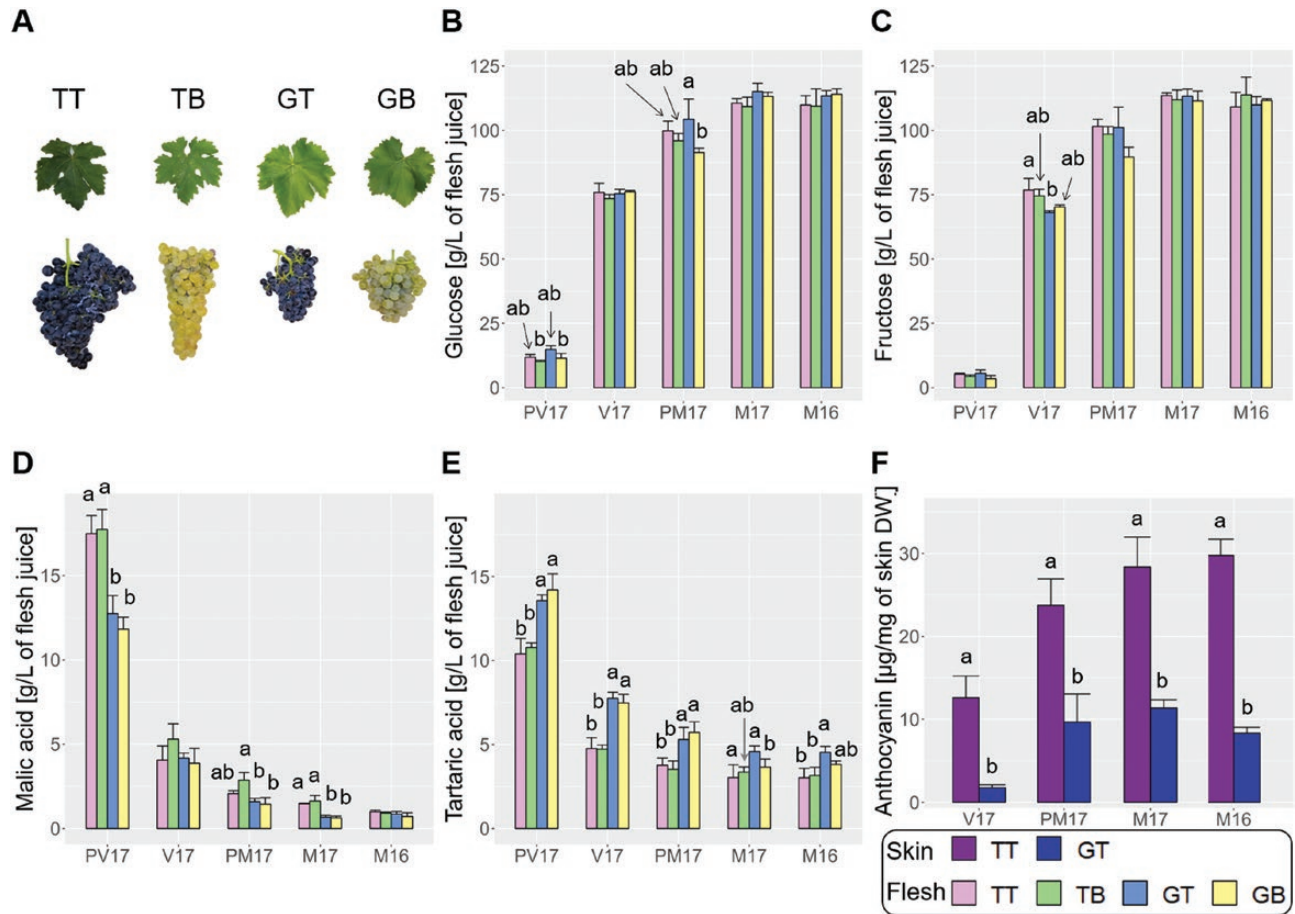 A
TT TB GT GB
B
Glucose [g/L of flesh juice]
125
100
75
50
25
0
ab ab a b
ab ab
b b
PV17 V17 PM17 M17 M16
C
Fructose [g/L of flesh juice]
125
100
75
50
25
0
ab
a b ab
PV17 V17 PM17 M17 M16
D
Malic acid [g/L of flesh juice]
15
10
5
0
a a b b
ab a b b
a a b b
PV17 V17 PM17 M17 M16
E
Tartaric acid [g/L of flesh juice]
15
10
5
0
b b a a
b b a a
b b a a
a ab a b
b b a ab
PV17 V17 PM17 M17 M16
F
Anthocyanin [µg/mg of skin DW]
30
20
10
0
a b
a b
a b
a b
V17 PM17 M17 M16
Skin TT GT
Flesh TT TB GT GB